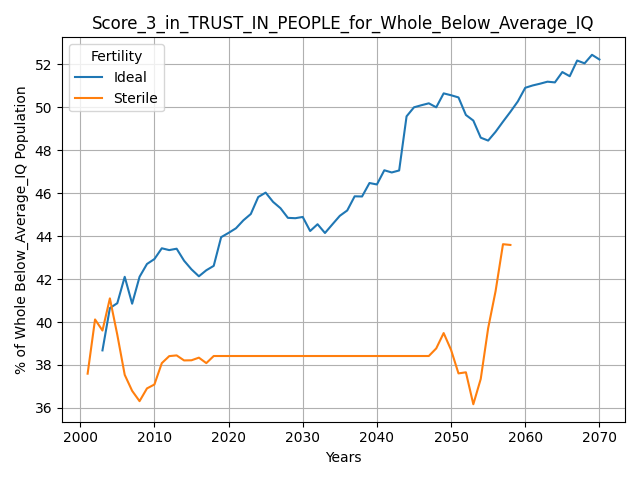 Score_3_in_TRUST_IN_PEOPLE_for_Whole_Below_Average_IQ
Fertility
Ideal
Sterile
% of Whole Below_Average_IQ Population
52
50
48
46
44
42
40
38
36
2000
2010
2020
2030
2040
2050
2060
2070
Years